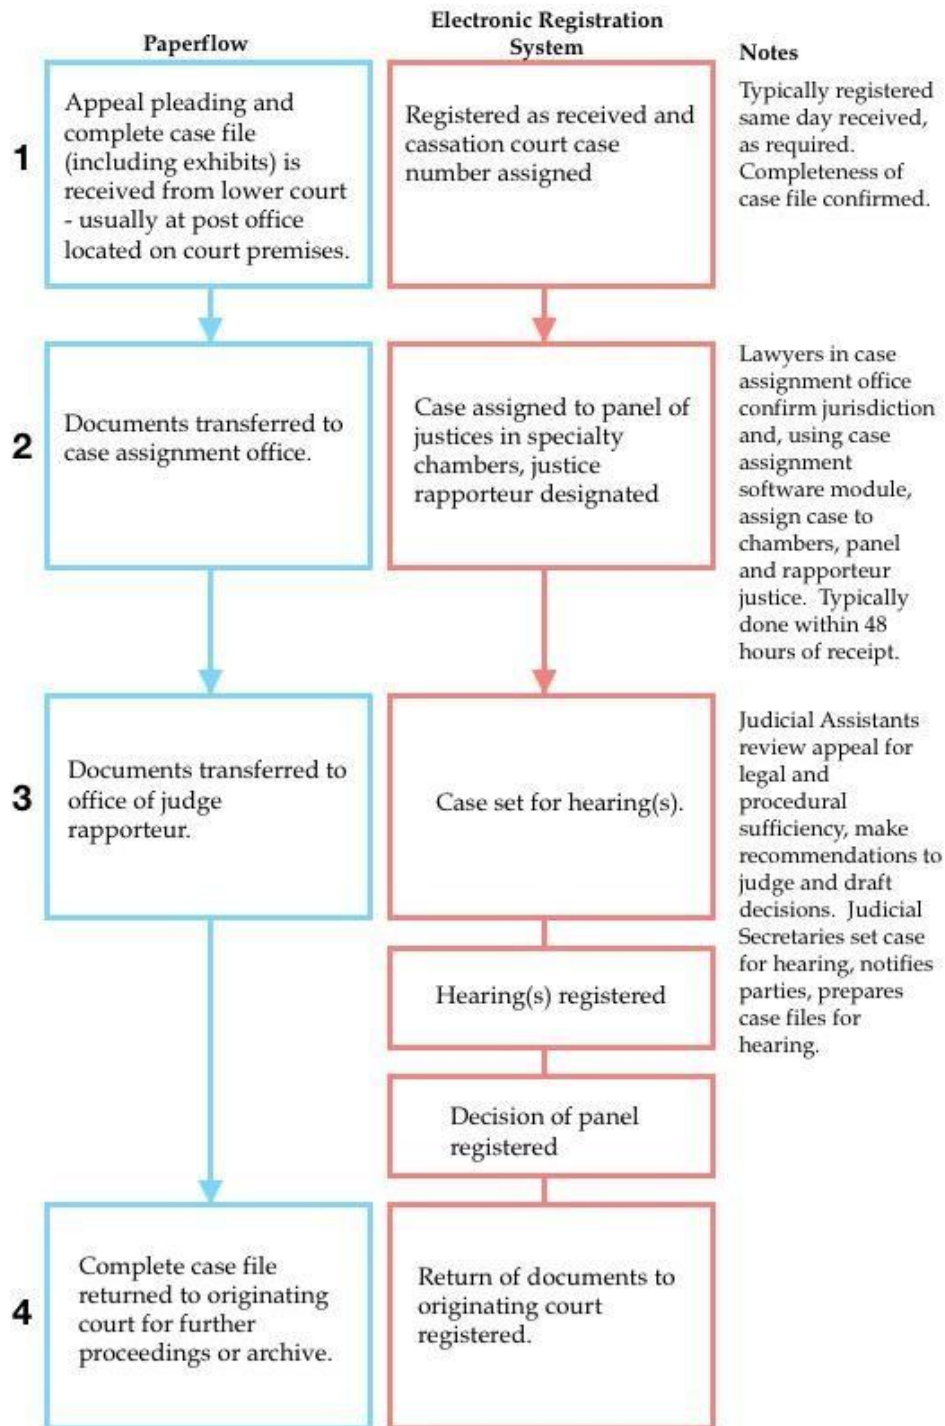 Paperflow
Electronic Registration
System
Notes
1
Appeal pleading and
complete case file
(including exhibits) is
received from lower court
- usually at post office
located on court premises.
Registered as received and
cassation court case
number assigned
Typically registered
same day received,
as required.
Completeness of
case file confirmed.
2
Documents transferred to
case assignment office.
Case assigned to panel of
justices in specialty
chambers, justice
rapporteur designated
Lawyers in case
assignment office
confirm jurisdiction
and, using case
assignment
software module,
assign case to
chambers, panel
and rapporteur
justice. Typically
done within 48
hours of receipt.
3
Documents transferred to
office of judge
rapporteur.
Case set for hearing(s).
Judicial Assistants
review appeal for
legal and
procedural
sufficiency, make
recommendations to
judge and draft
decisions. Judicial
Secretaries set case
for hearing, notifies
parties, prepares
case files for
hearing.
Hearing(s) registered
Decision of panel
registered
4
Complete case file
returned to originating
court for further
proceedings or archive.
Return of documents to
originating court
registered.